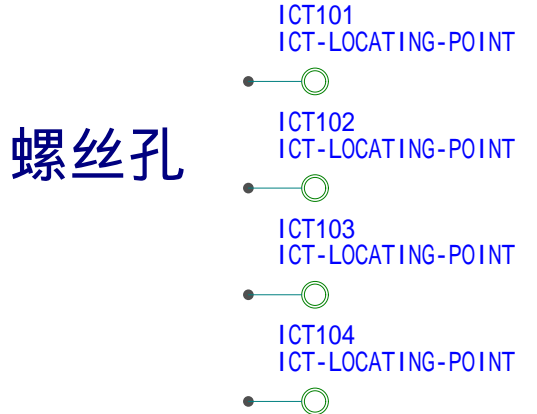 ICT101
ICT-LOCATING-POINT
ICT102
ICT-LOCATING-POINT
螺丝孔
ICT103
ICT-LOCATING-POINT
ICT104
ICT-LOCATING-POINT